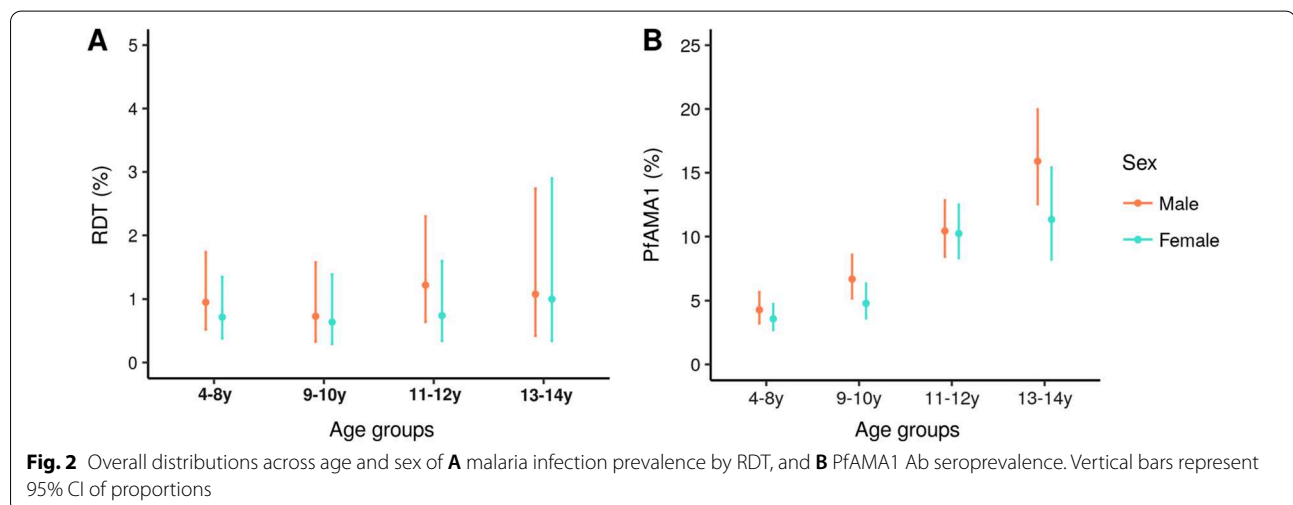 A
5
4
3
2
1
0
RDT (%)
4-8y 9-10y 11-12y 13-14y
Age groups
B
25
20
15
10
5
0
PfAMA1 (%)
4-8y 9-10y 11-12y 13-14y
Age groups
Sex
Male
Female
Fig. 2 Overall distributions across age and sex of A malaria infection prevalence by RDT, and B PfAMA1 Ab seroprevalence. Vertical bars represent
95% CI of proportions